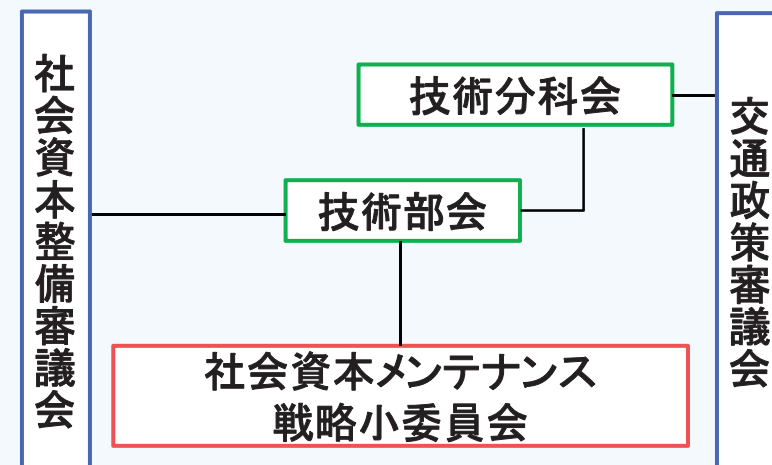 社会資本整備審議会
技術分科会
交通政策審議会
技術部会
社会資本メンテナンス
戦略小委員会